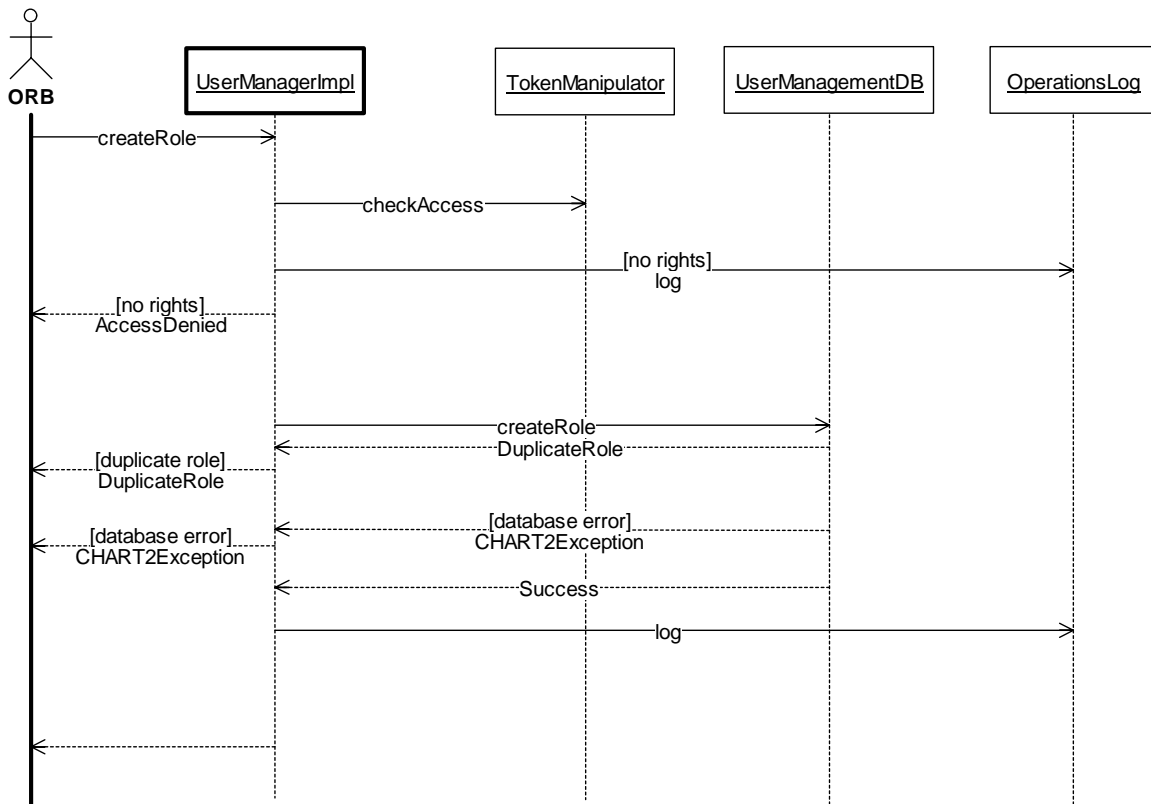 ORB
UserManagerImpl
TokenManipulator
UserManagementDB
OperationsLog
createRole
checkAccess
[no rights]
log
[no rights]
AccessDenied
createRole
DuplicateRole
[duplicate role]
DuplicateRole
[database error]
CHART2Exception
[database error]
CHART2Exception
Success
log